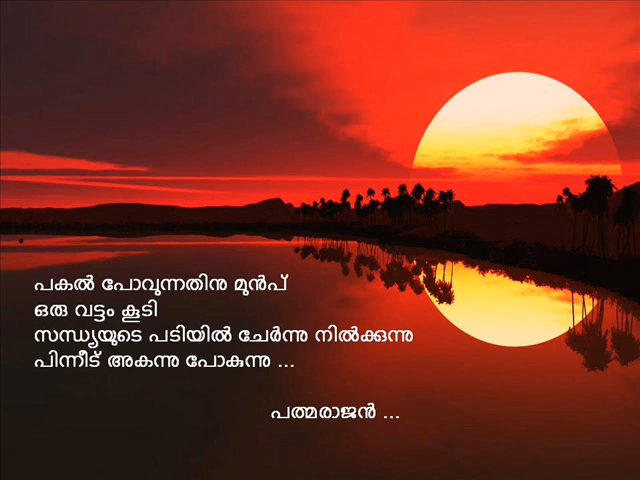 പകൽ പോവുന്നതിനു മുൻപ്
ഒരു വട്ടം കൂടി
സന്ധ്യയുടെ പടിയിൽ ചേർന്നു നിൽക്കുന്നു
പിന്നീട് അകന്നു പോകുന്നു ...
പത്മരാജൻ ...